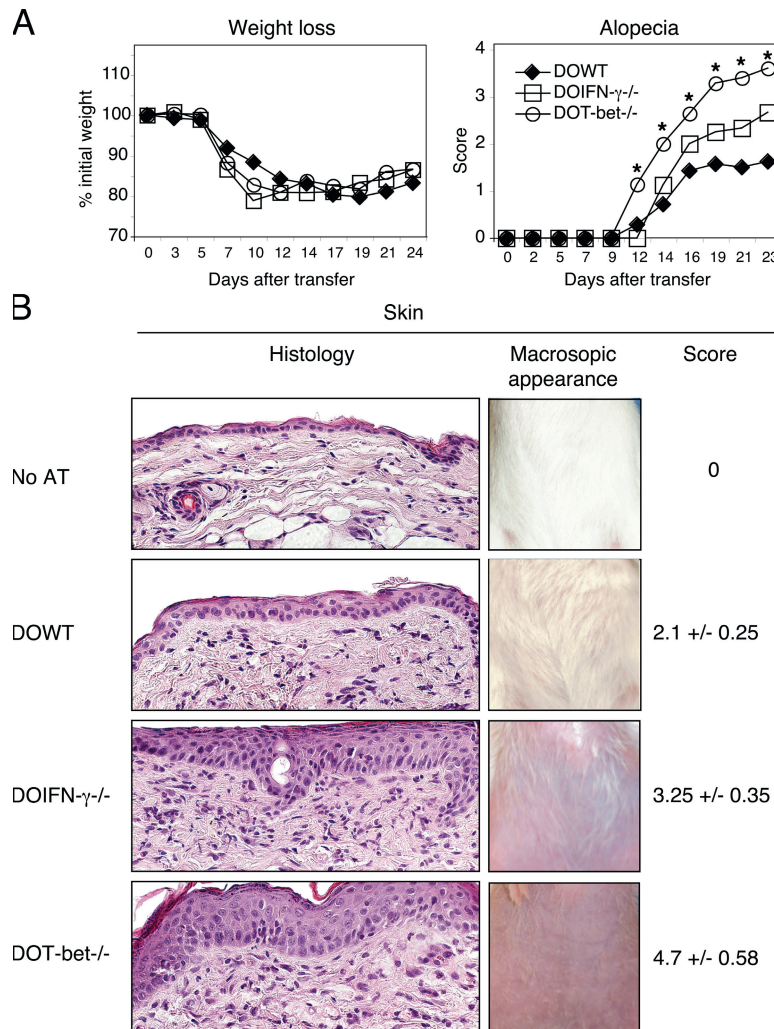 A
Weight loss
% initial weight
110
100
90
80
70
0 3 5 7 10 12 14 17 19 21 24
Days after transfer
Alopecia
Score
4
3
2
1
0
DOWT
DOIFN-γ-/-
DOT-bet-/-
* * * * * * *
0 2 5 7 9 12 14 16 19 21 23
Days after transfer
B
Skin
Histology
Macrosopic
appearance
Score
No AT
0
DOWT
2.1 +/- 0.25
DOIFN-γ-/-
3.25 +/- 0.35
DOT-bet-/-
4.7 +/- 0.58